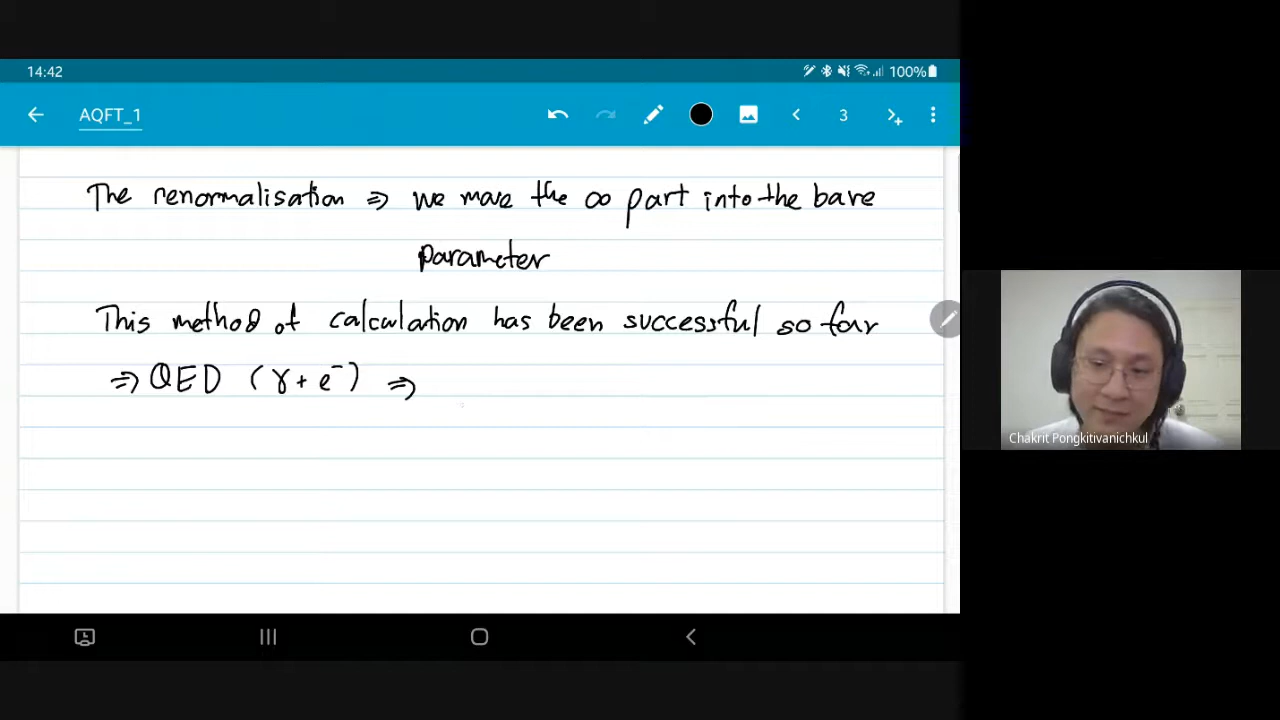 14:42
100%
AQFT_1
3
The renormalisation ⇒ we move the ∞ part into the bare
parameter
This method of calculation has been successful so far
⇒ QED (γ + e⁻) ⇒
Chakrit Pongkitivanichkul